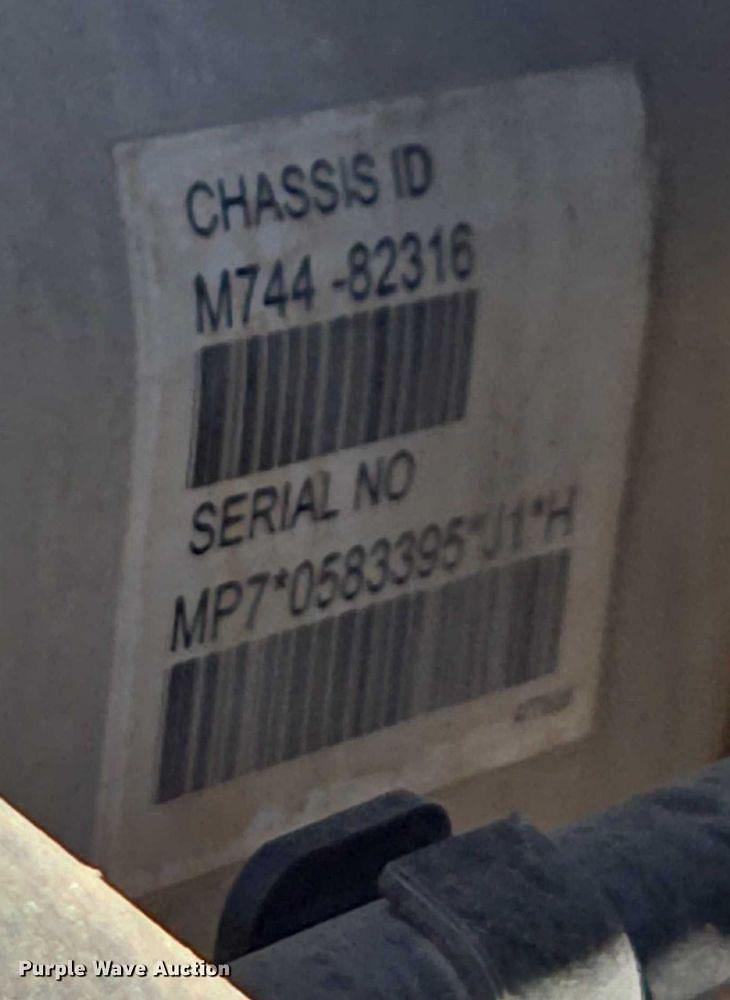 CHASSIS ID
M744 -82316
SERIAL NO
MP7*0583395*J1*H
Purple Wave Auction